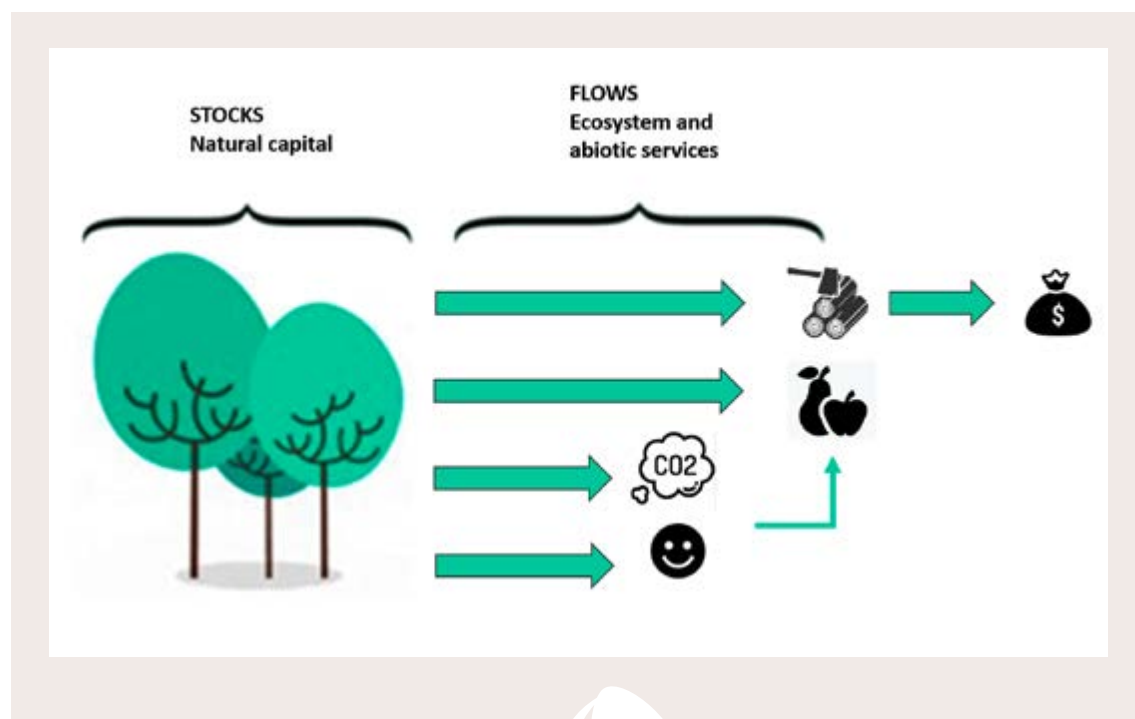 STOCKS
Natural capital
FLOWS
Ecosystem and
abiotic services
$
CO2